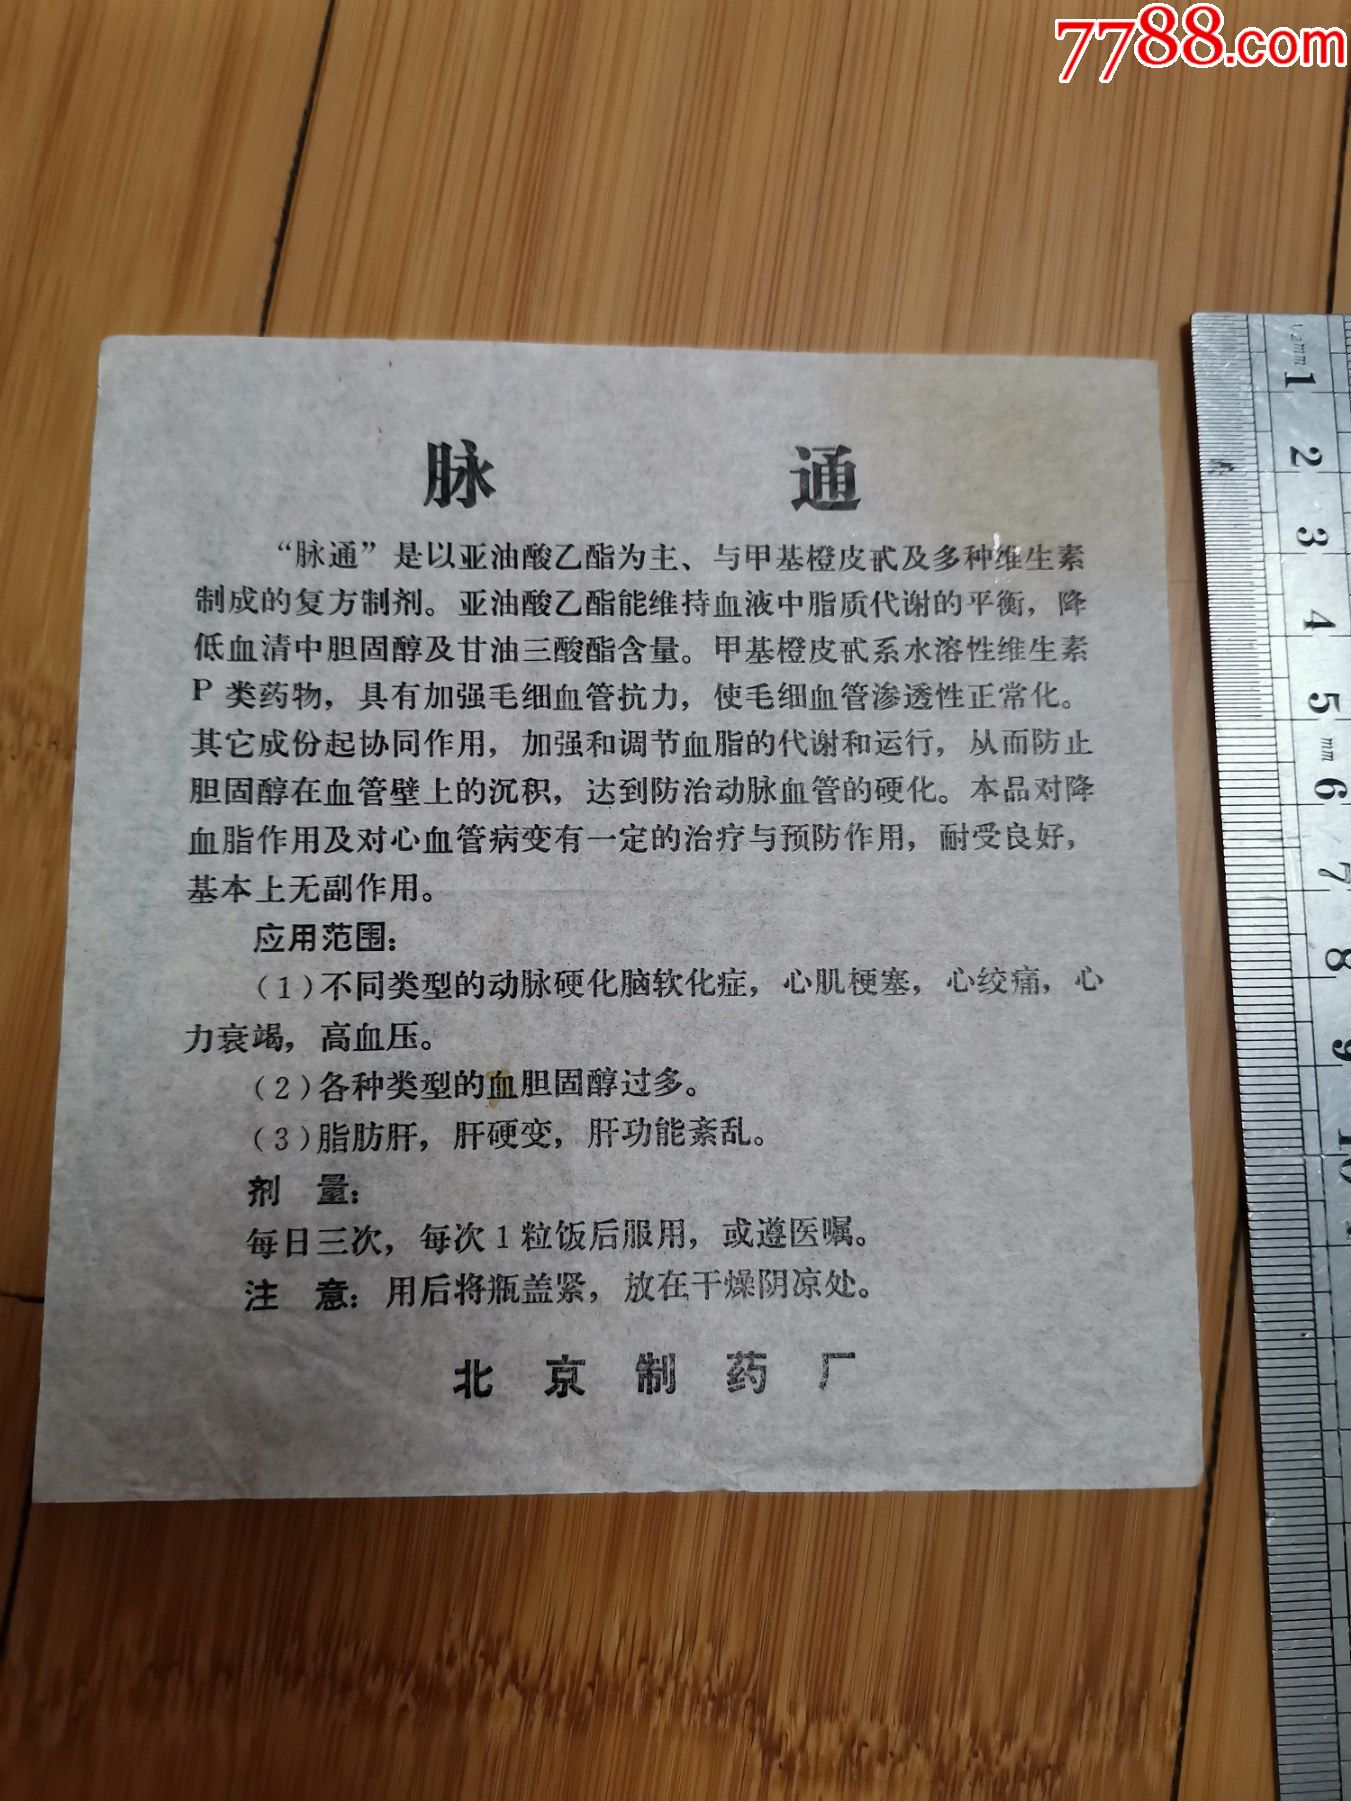 7788.com
脉 通
“脉通”是以亚油酸乙酯为主、与甲基橙皮甙及多种维生素
制成的复方制剂。亚油酸乙酯能维持血液中脂质代谢的平衡，降
低血清中胆固醇及甘油三酸酯含量。甲基橙皮甙系水溶性维生素
P 类药物，具有加强毛细血管抗力，使毛细血管渗透性正常化。
其它成份起协同作用，加强和调节血脂的代谢和运行，从而防止
胆固醇在血管壁上的沉积，达到防治动脉血管的硬化。本品对降
血脂作用及对心血管病变有一定的治疗与预防作用，耐受良好，
基本上无副作用。
应用范围：
(1)不同类型的动脉硬化脑软化症，心肌梗塞，心绞痛，心
力衰竭，高血压。
(2)各种类型的血胆固醇过多。
(3)脂肪肝，肝硬变，肝功能紊乱。
剂 量：
每日三次，每次1粒饭后服用，或遵医嘱。
注 意：用后将瓶盖紧，放在干燥阴凉处。
北京制药厂
1
2
3
4
5
mm
6
7
8
9
10